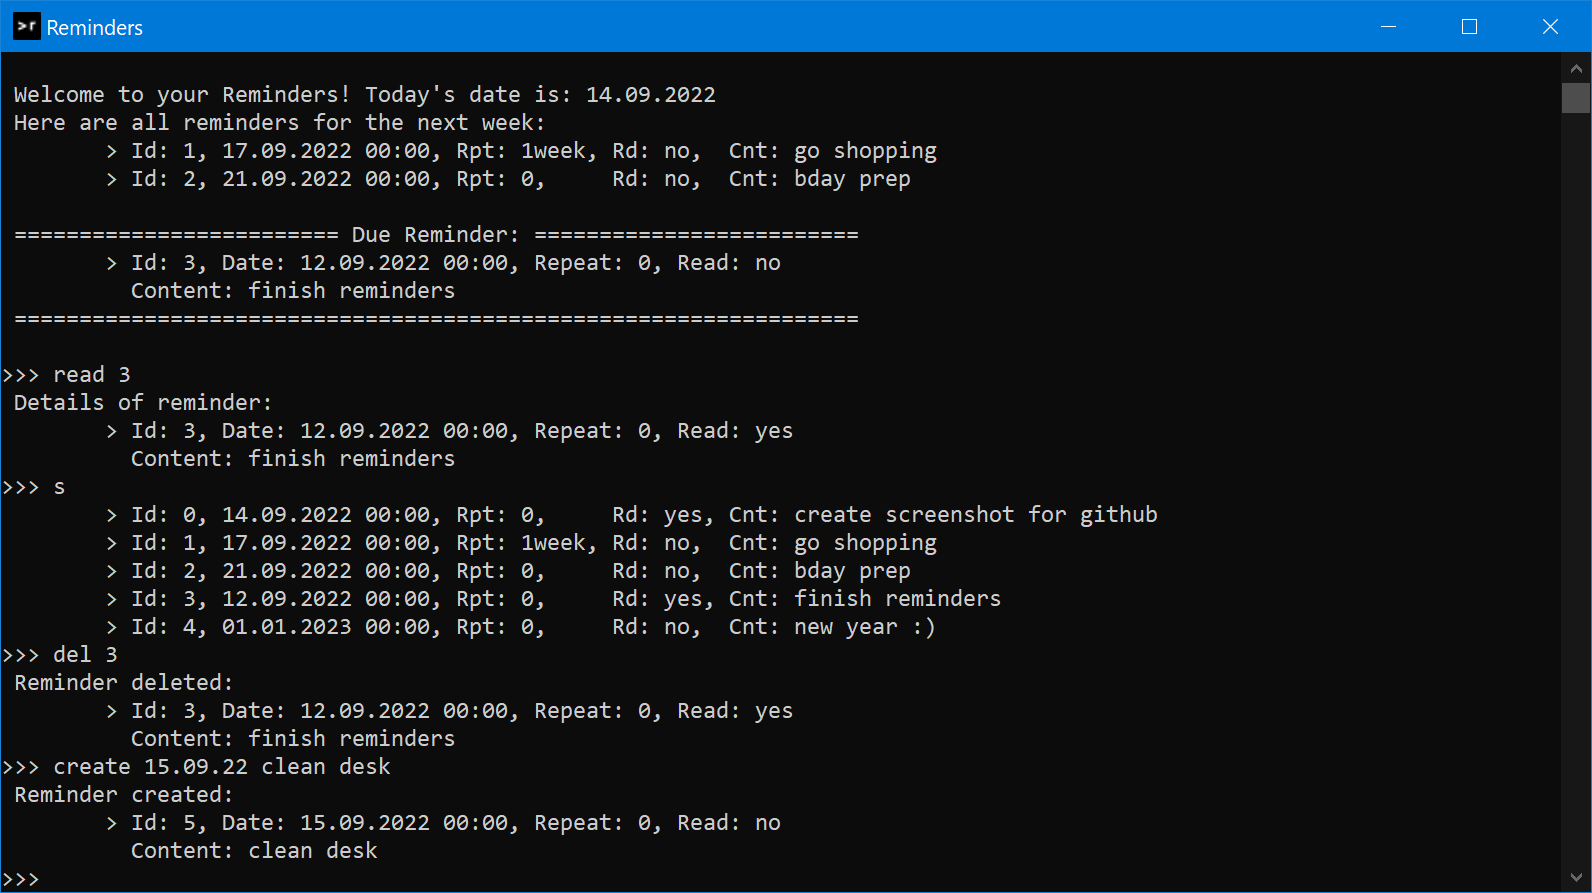 >r Reminders
Welcome to your Reminders! Today's date is: 14.09.2022
Here are all reminders for the next week:
> Id: 1, 17.09.2022 00:00, Rpt: 1week, Rd: no,  Cnt: go shopping
> Id: 2, 21.09.2022 00:00, Rpt: 0,     Rd: no,  Cnt: bday prep
========================= Due Reminder: =========================
> Id: 3, Date: 12.09.2022 00:00, Repeat: 0, Read: no
Content: finish reminders
=================================================================
>>> read 3
Details of reminder:
> Id: 3, Date: 12.09.2022 00:00, Repeat: 0, Read: yes
Content: finish reminders
>>> s
> Id: 0, 14.09.2022 00:00, Rpt: 0,     Rd: yes, Cnt: create screenshot for github
> Id: 1, 17.09.2022 00:00, Rpt: 1week, Rd: no,  Cnt: go shopping
> Id: 2, 21.09.2022 00:00, Rpt: 0,     Rd: no,  Cnt: bday prep
> Id: 3, 12.09.2022 00:00, Rpt: 0,     Rd: yes, Cnt: finish reminders
> Id: 4, 01.01.2023 00:00, Rpt: 0,     Rd: no,  Cnt: new year :)
>>> del 3
Reminder deleted:
> Id: 3, Date: 12.09.2022 00:00, Repeat: 0, Read: yes
Content: finish reminders
>>> create 15.09.22 clean desk
Reminder created:
> Id: 5, Date: 15.09.2022 00:00, Repeat: 0, Read: no
Content: clean desk
>>>